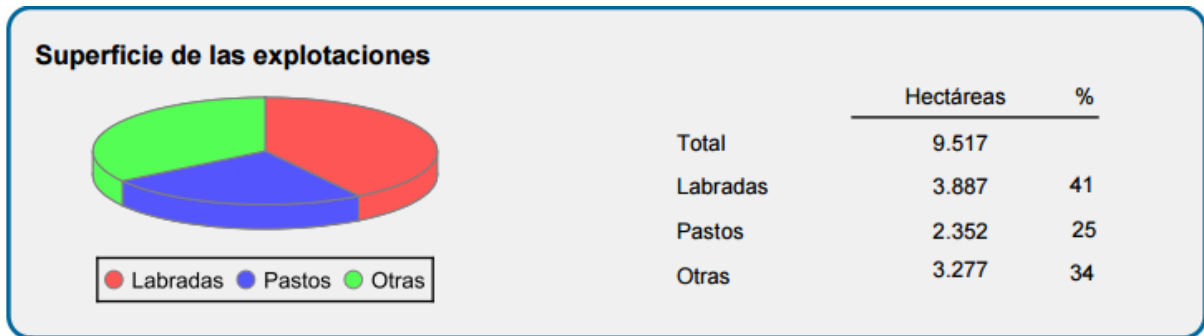 Superficie de las explotaciones
Hectáreas %
Total 9.517
Labradas 3.887 41
Pastos 2.352 25
Otras 3.277 34
Labradas Pastos Otras